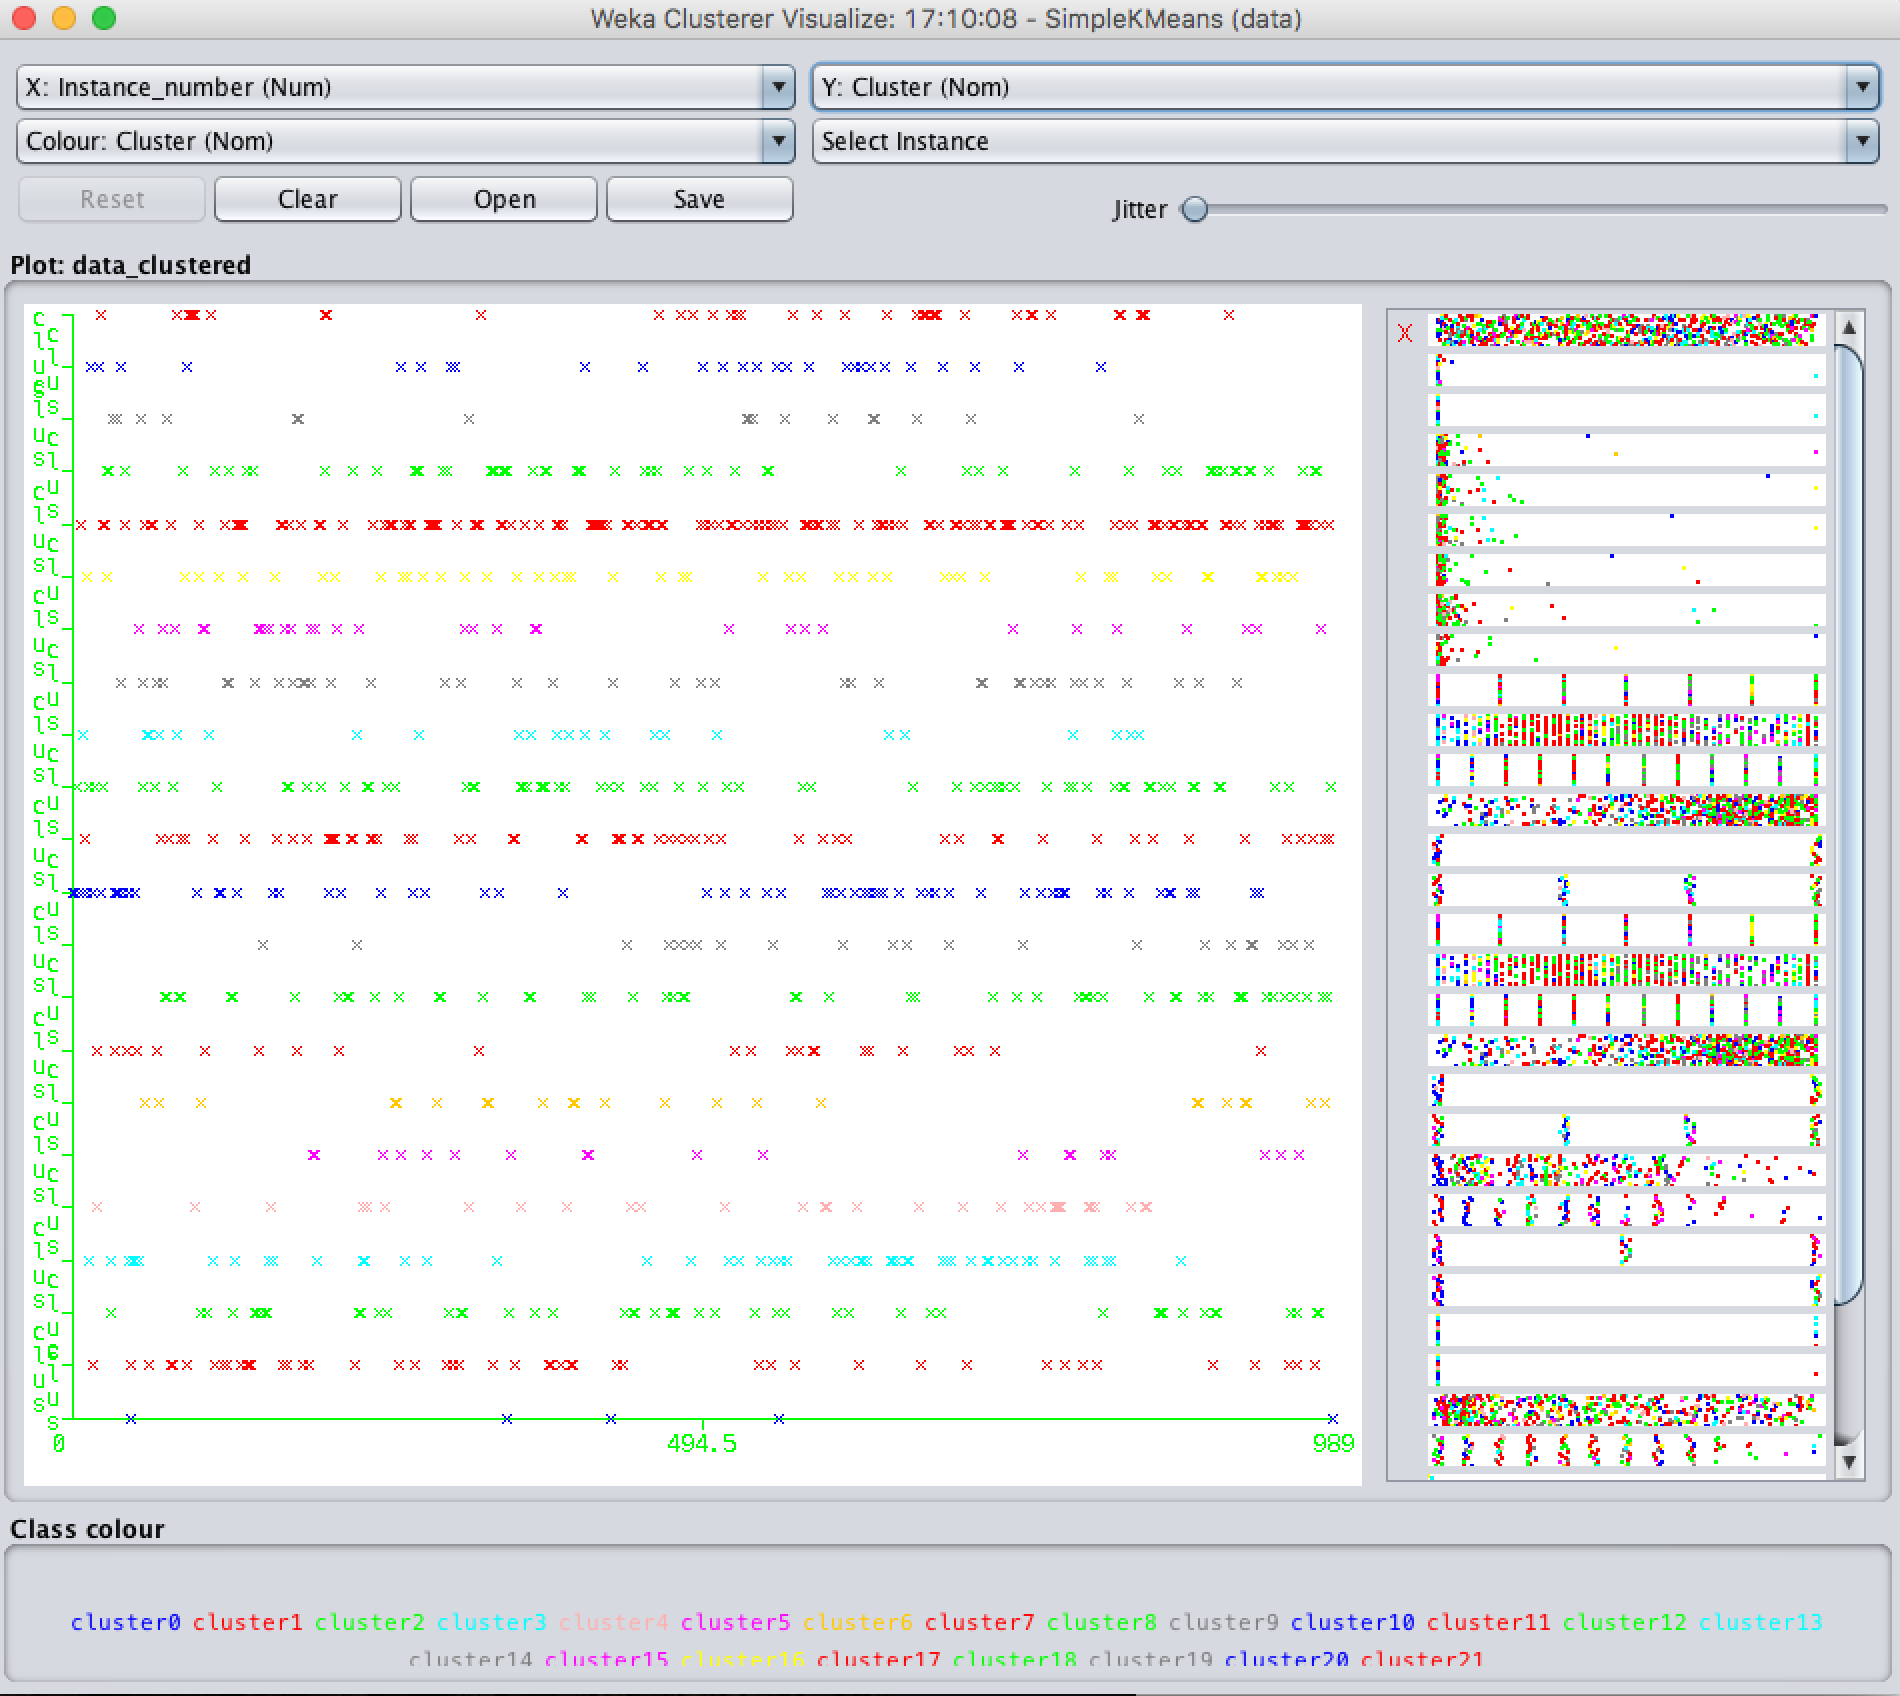 Weka Clusterer Visualize: 17:10:08 - SimpleKMeans (data)
X: Instance_number (Num)
Y: Cluster (Nom)
Colour: Cluster (Nom)
Select Instance
Reset
Clear
Open
Save
Jitter
Plot: data_clustered
X
0
494.5
989
Class colour
cluster0 cluster1 cluster2 cluster3 cluster4 cluster5 cluster6 cluster7 cluster8 cluster9 cluster10 cluster11 cluster12 cluster13
cluster14 cluster15 cluster16 cluster17 cluster18 cluster19 cluster20 cluster21